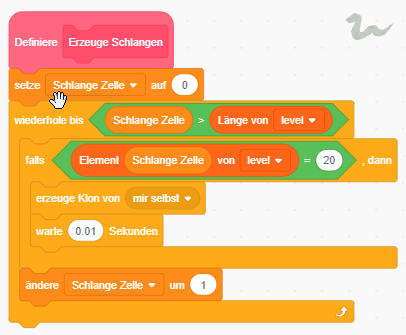 Definiere Erzeuge Schlangen
setze Schlange Zelle auf 0
wiederhole bis Schlange Zelle > Länge von level
falls Element Schlange Zelle von level = 20 , dann
erzeuge Klon von mir selbst
warte 0.01 Sekunden
ändere Schlange Zelle um 1